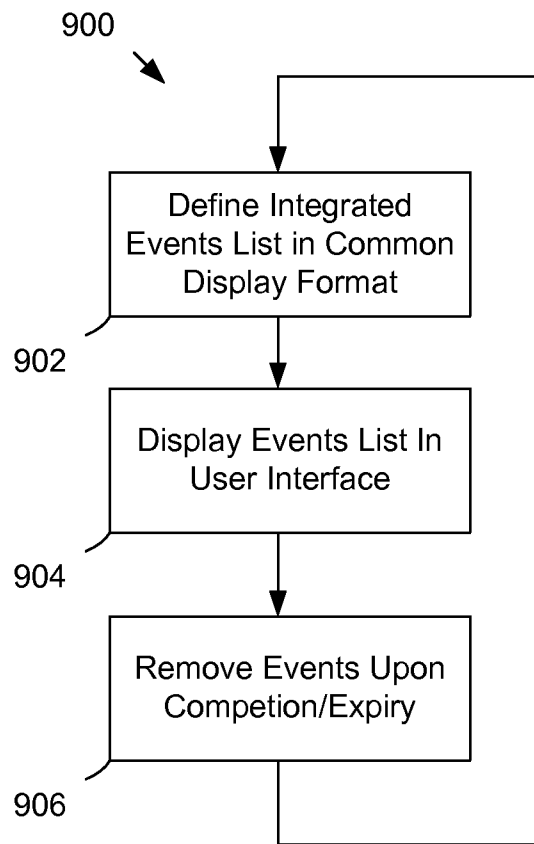 900
Define Integrated
Events List in Common
Display Format
902
Display Events List In
User Interface
904
Remove Events Upon
Competion/Expiry
906